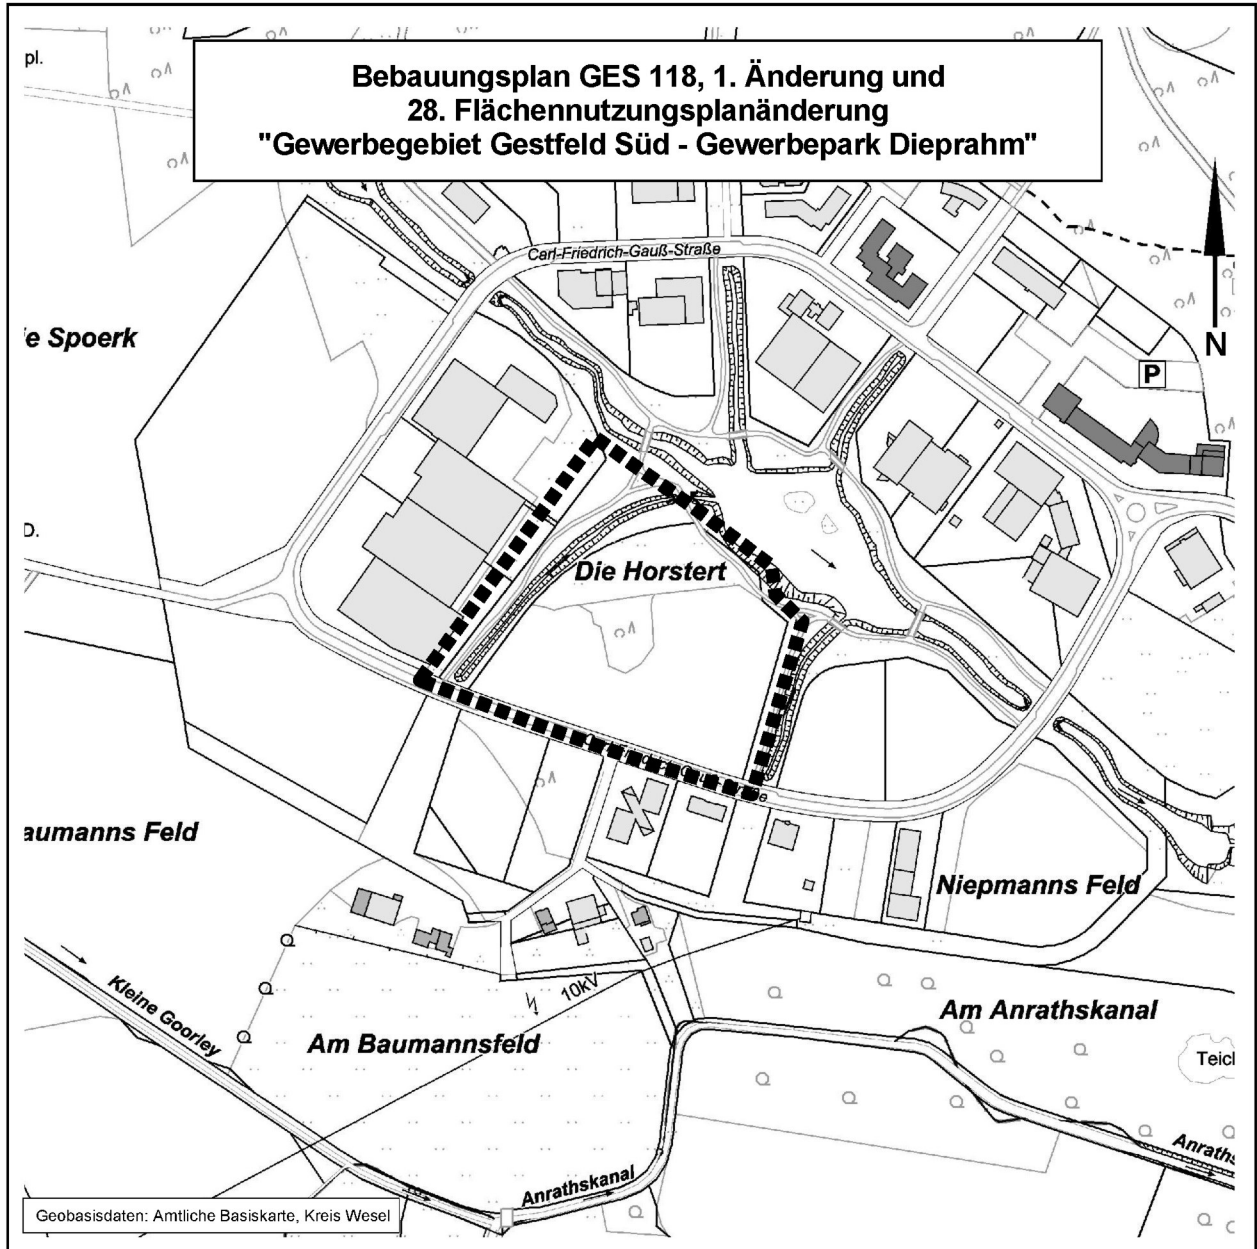 pl.
Bebauungsplan GES 118, 1. Änderung und
28. Flächennutzungsplanänderung
"Gewerbegebiet Gestfeld Süd - Gewerbepark Dieprahm"
Carl-Friedrich-Gauß-Straße
e Spoerk
N
P
D.
Die Horstert
aumanns Feld
Niepmanns Feld
Kleine Goorley
10kV
Am Baumannsfeld
Am Anrathskanal
Teich
Anrathskanal
Anraths
Geobasisdaten: Amtliche Basiskarte, Kreis Wesel